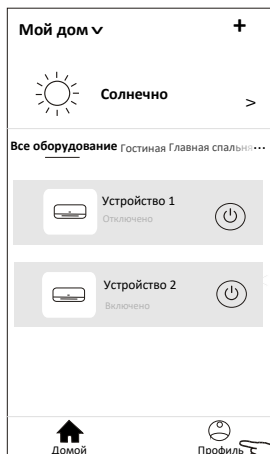 Мой дом +
Солнечно >
Все оборудование Гостиная Главная спальня...
Устройство 1
Отключено
Устройство 2
Включено
Домой Профиль